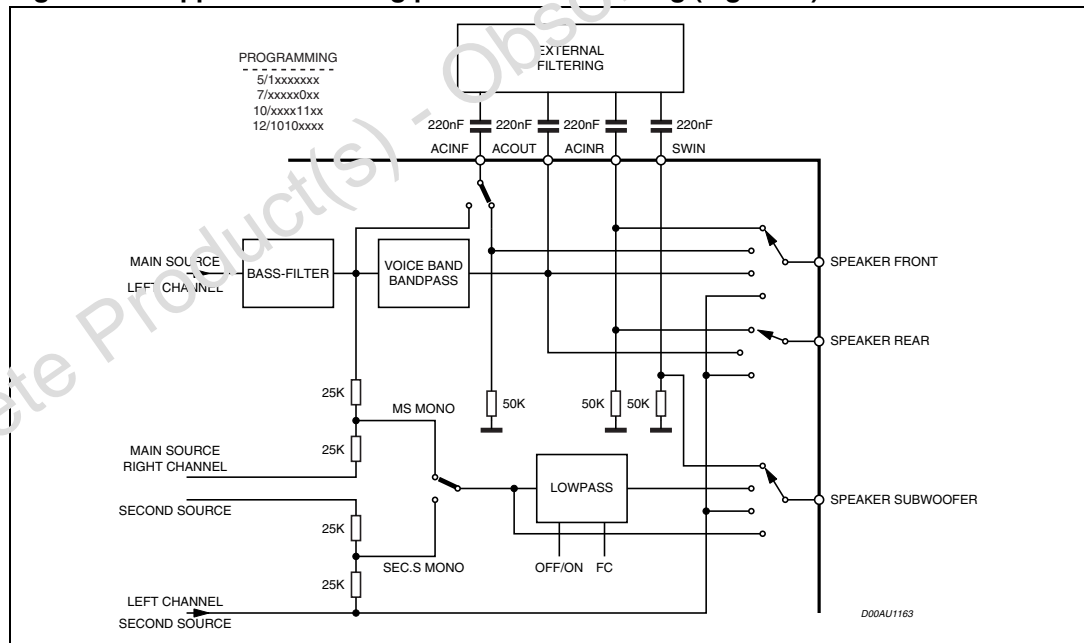 PROGRAMMING
5/1xxxxxxx
7/xxxxx0xx
10/xxxx11xx
12/1010xxxx
EXTERNAL
FILTERING
220nF 220nF 220nF 220nF
ACINF ACOUT ACINR SWIN
MAIN SOURCE
LEFT CHANNEL
BASS-FILTER
VOICE BAND
BANDPASS
SPEAKER FRONT
SPEAKER REAR
25K
MS MONO
50K 50K 50K
25K
MAIN SOURCE
RIGHT CHANNEL
LOWPASS
SPEAKER SUBWOOFER
SECOND SOURCE
25K
SEC.S MONO
OFF/ON FC
25K
LEFT CHANNEL
SECOND SOURCE
D00AU1163
Product(s) -